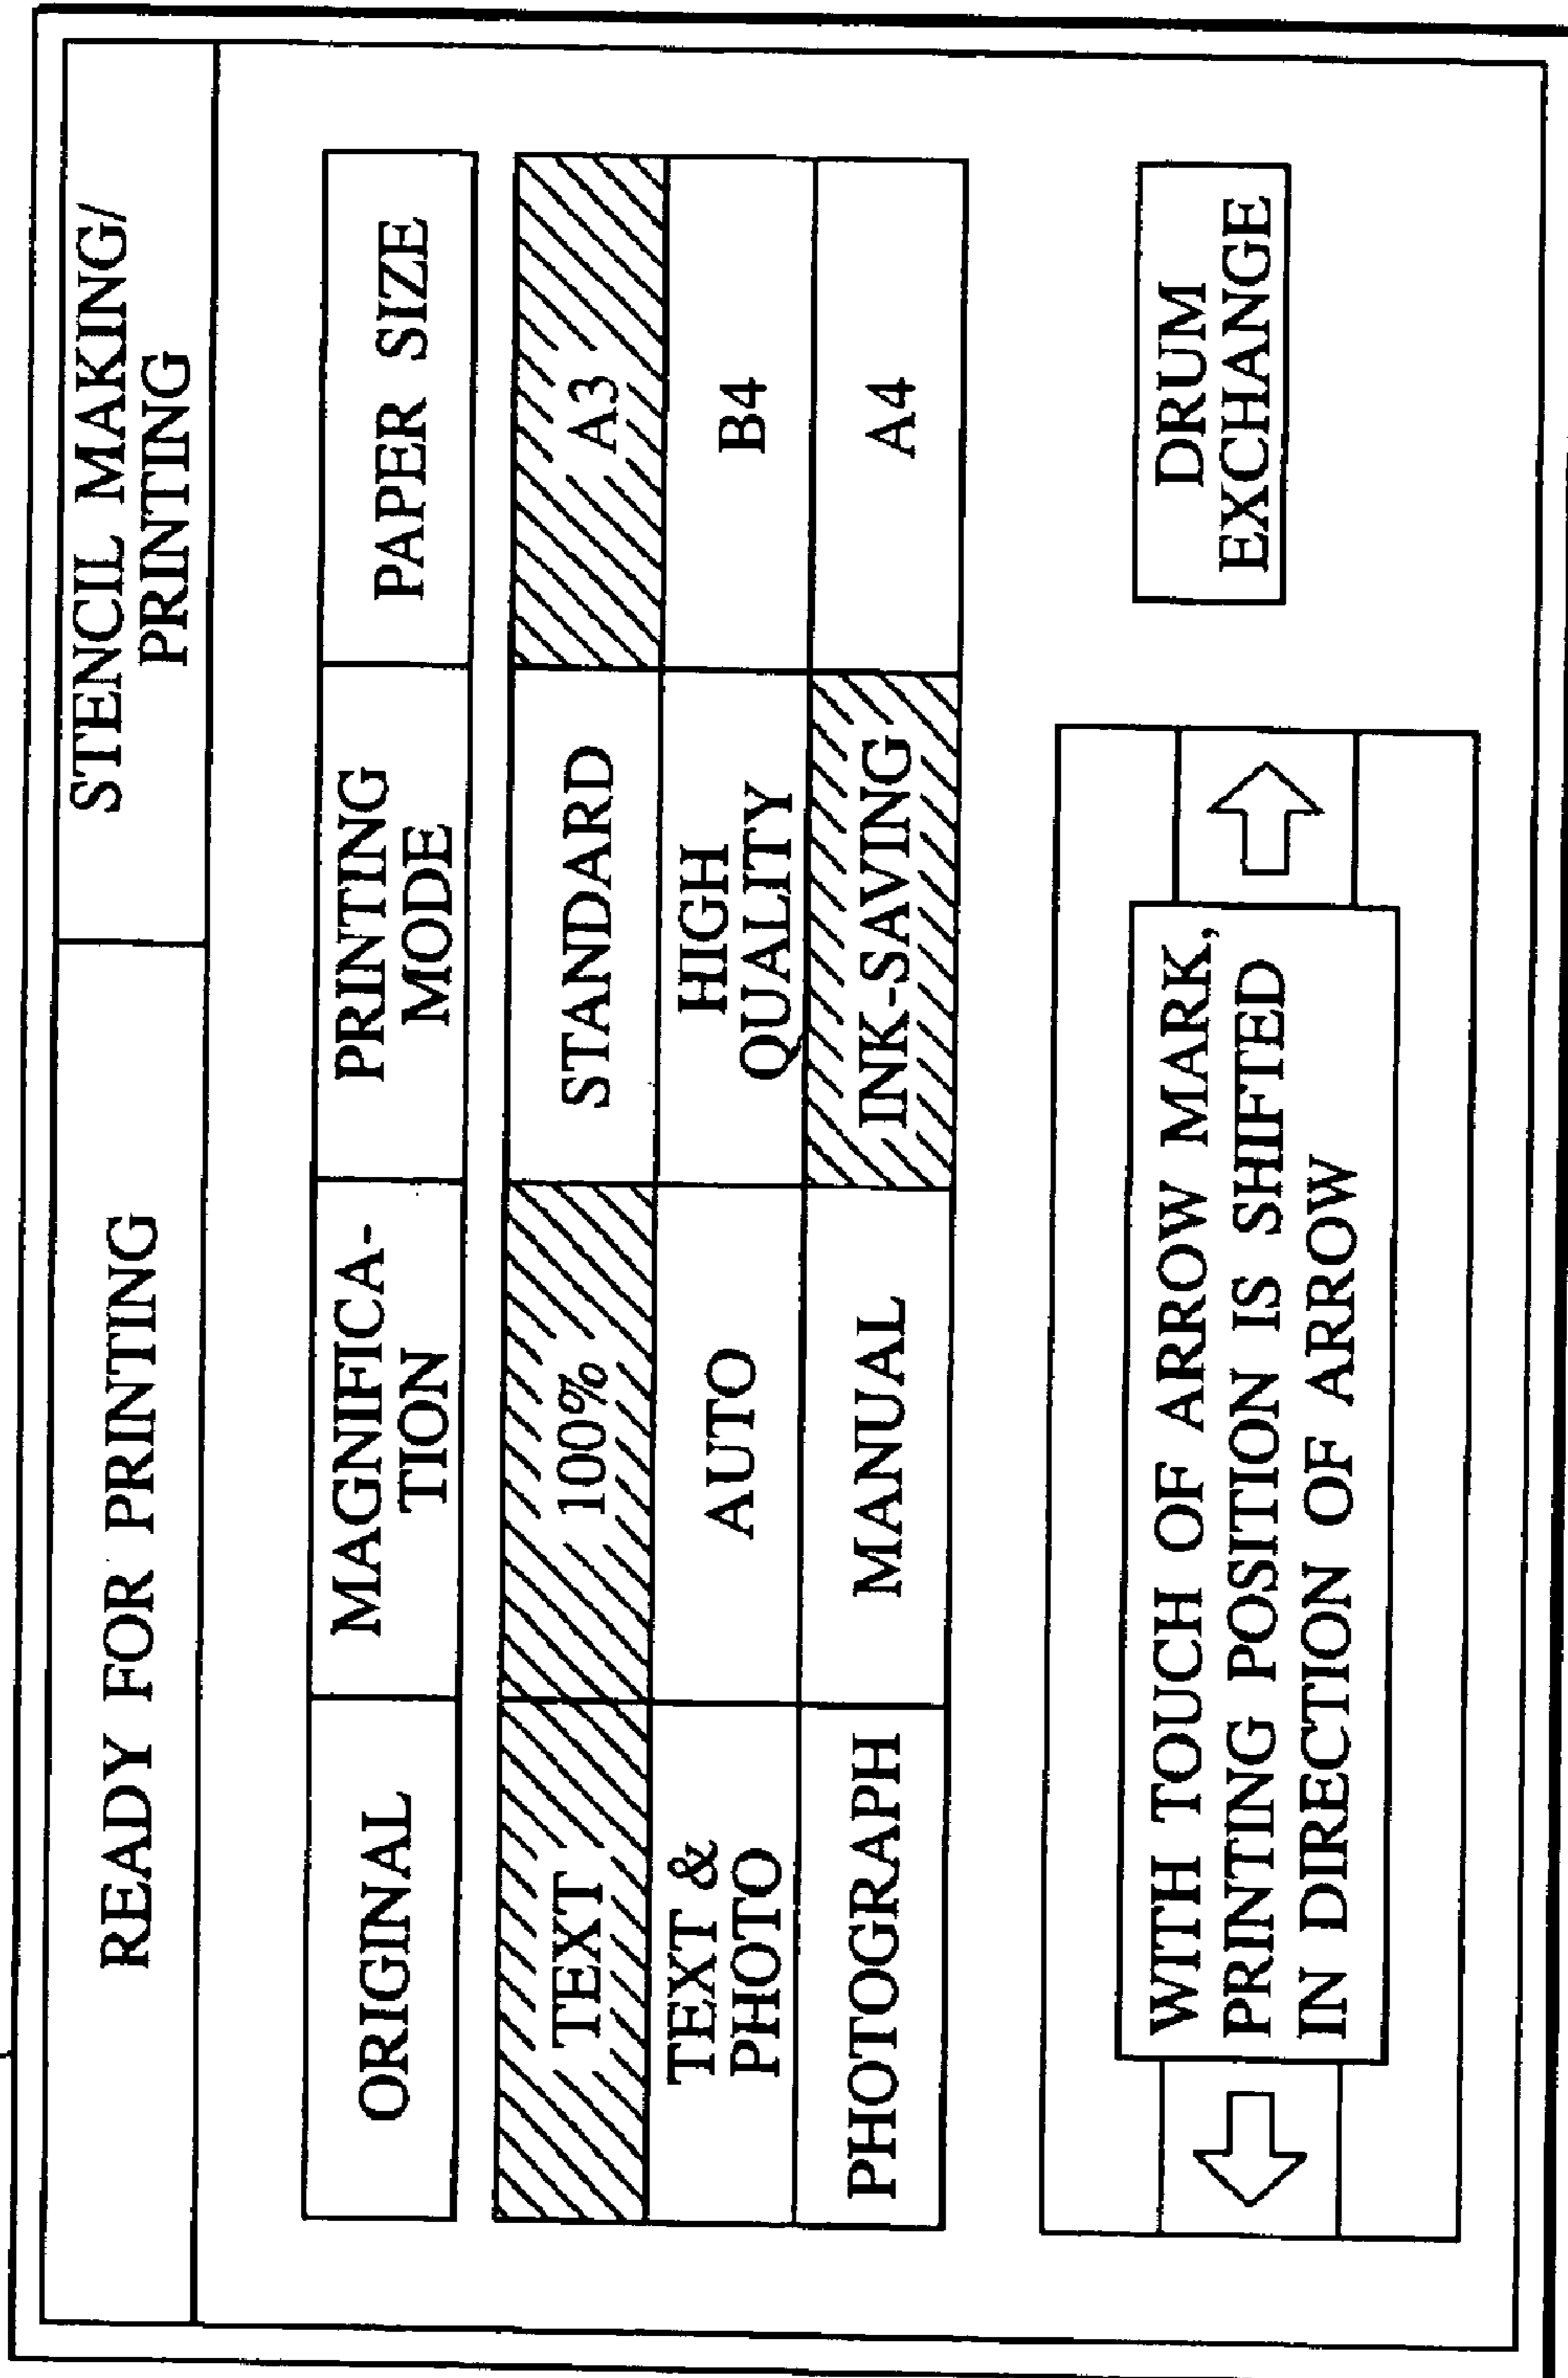 READY FOR PRINTING
STENCIL MAKING/
PRINTING
ORIGINAL
MAGNIFICA-
TION
PRINTING
MODE
PAPER SIZE
TEXT
100%
STANDARD
A3
TEXT &
PHOTO
AUTO
HIGH
QUALITY
B4
PHOTOGRAPH
MANUAL
INK-SAVING
A4
WITH TOUCH OF ARROW MARK,
PRINTING POSITION IS SHIFTED
IN DIRECTION OF ARROW
DRUM
EXCHANGE